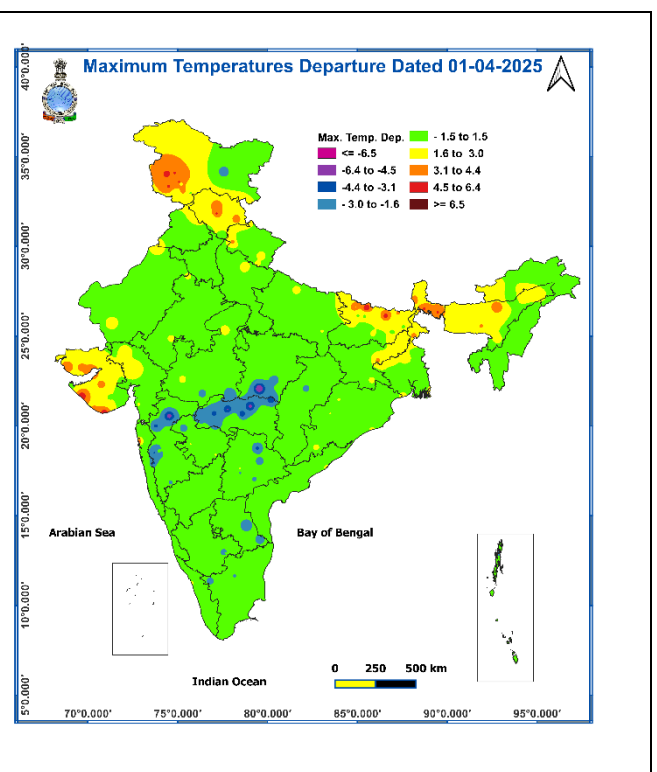 Maximum Temperatures Departure Dated 01-04-2025
Max. Temp. Dep.
<= -6.5
-6.4 to -4.5
-4.4 to -3.1
- 3.0 to -1.6
- 1.5 to 1.5
1.6 to 3.0
3.1 to 4.4
4.5 to 6.4
>= 6.5
40°0.000'
35°0.000'
30°0.000'
25°0.000'
20°0.000'
15°0.000'
10°0.000'
5°0.000'
Arabian Sea
Bay of Bengal
Indian Ocean
0 250 500 km
70°0.000' 75°0.000' 80°0.000' 85°0.000' 90°0.000' 95°0.000'